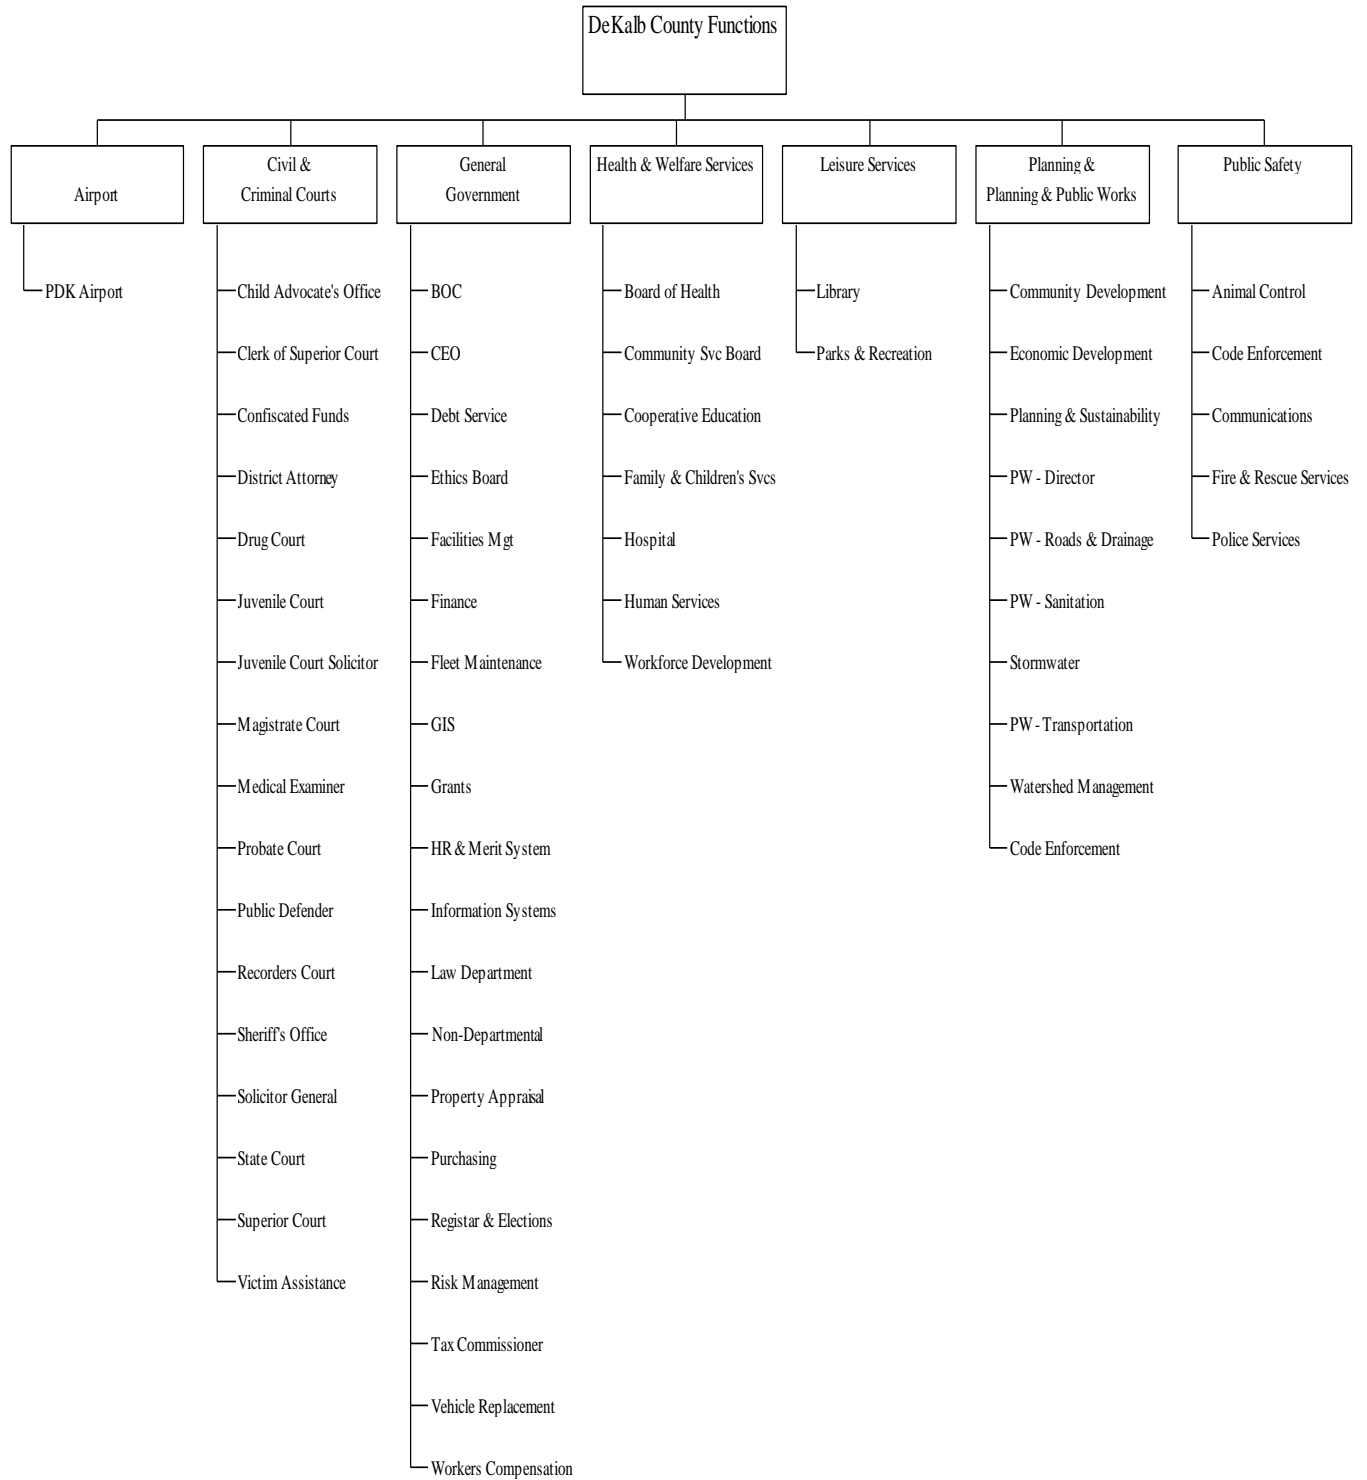 DeKalb County Functions
Airport
PDK Airport
Civil &
Criminal Courts
Child Advocate's Office
Clerk of Superior Court
Confiscated Funds
District Attorney
Drug Court
Juvenile Court
Juvenile Court Solicitor
Magistrate Court
Medical Examiner
Probate Court
Public Defender
Recorders Court
Sheriff's Office
Solicitor General
State Court
Superior Court
Victim Assistance
General
Government
BOC
CEO
Debt Service
Ethics Board
Facilities Mgt
Finance
Fleet Maintenance
GIS
Grants
HR & Merit System
Information Systems
Law Department
Non-Departmental
Property Appraisal
Purchasing
Registar & Elections
Risk Management
Tax Commissioner
Vehicle Replacement
Workers Compensation
Health & Welfare Services
Board of Health
Community Svc Board
Cooperative Education
Family & Children's Svcs
Hospital
Human Services
Workforce Development
Leisure Services
Library
Parks & Recreation
Planning &
Planning & Public Works
Community Development
Economic Development
Planning & Sustainability
PW - Director
PW - Roads & Drainage
PW - Sanitation
Stormwater
PW - Transportation
Watershed Management
Code Enforcement
Public Safety
Animal Control
Code Enforcement
Communications
Fire & Rescue Services
Police Services